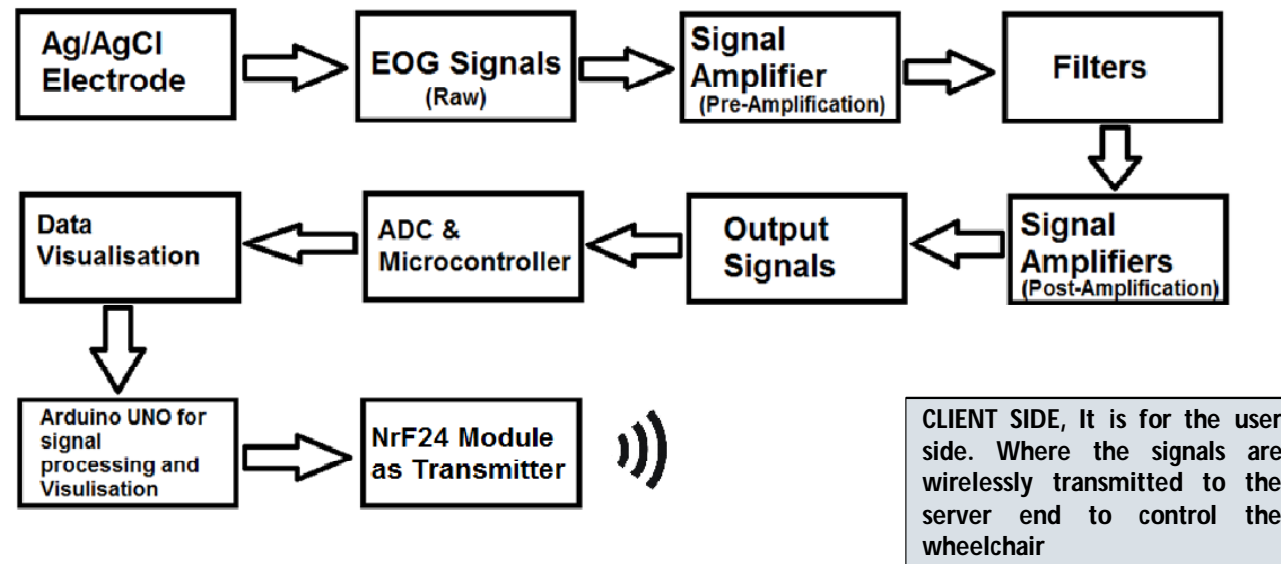 Ag/AgCl
Electrode
EOG Signals
(Raw)
Signal
Amplifier
(Pre-Amplification)
Filters
Signal
Amplifiers
(Post-Amplification)
Output
Signals
ADC &
Microcontroller
Data
Visualisation
Arduino UNO for
signal
processing and
Visulisation
NrF24 Module
as Transmitter
CLIENT SIDE, It is for the user
side. Where the signals are
wirelessly transmitted to the
server end to control the
wheelchair